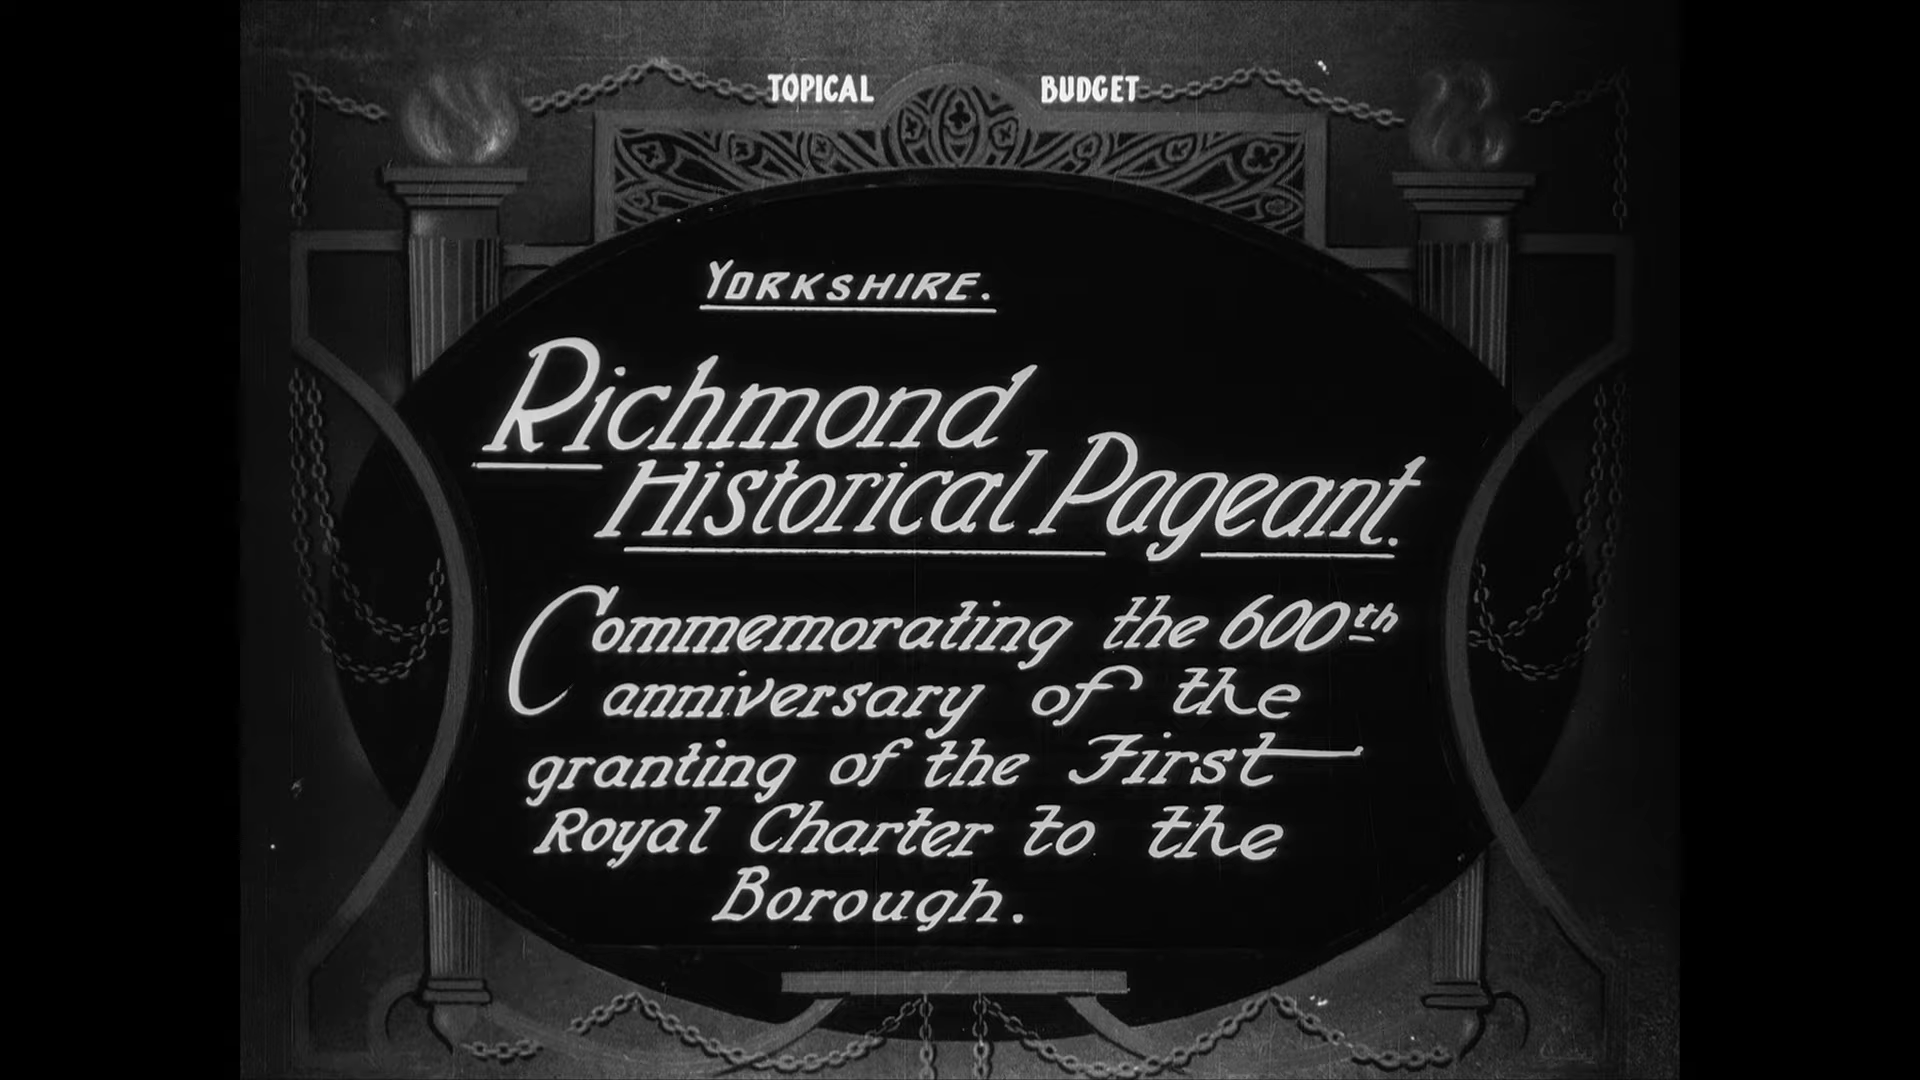 TOPICAL BUDGET
YORKSHIRE.
Richmond
Historical Pageant.
Commemorating the 600th
anniversary of the
granting of the First
Royal Charter to the
Borough.